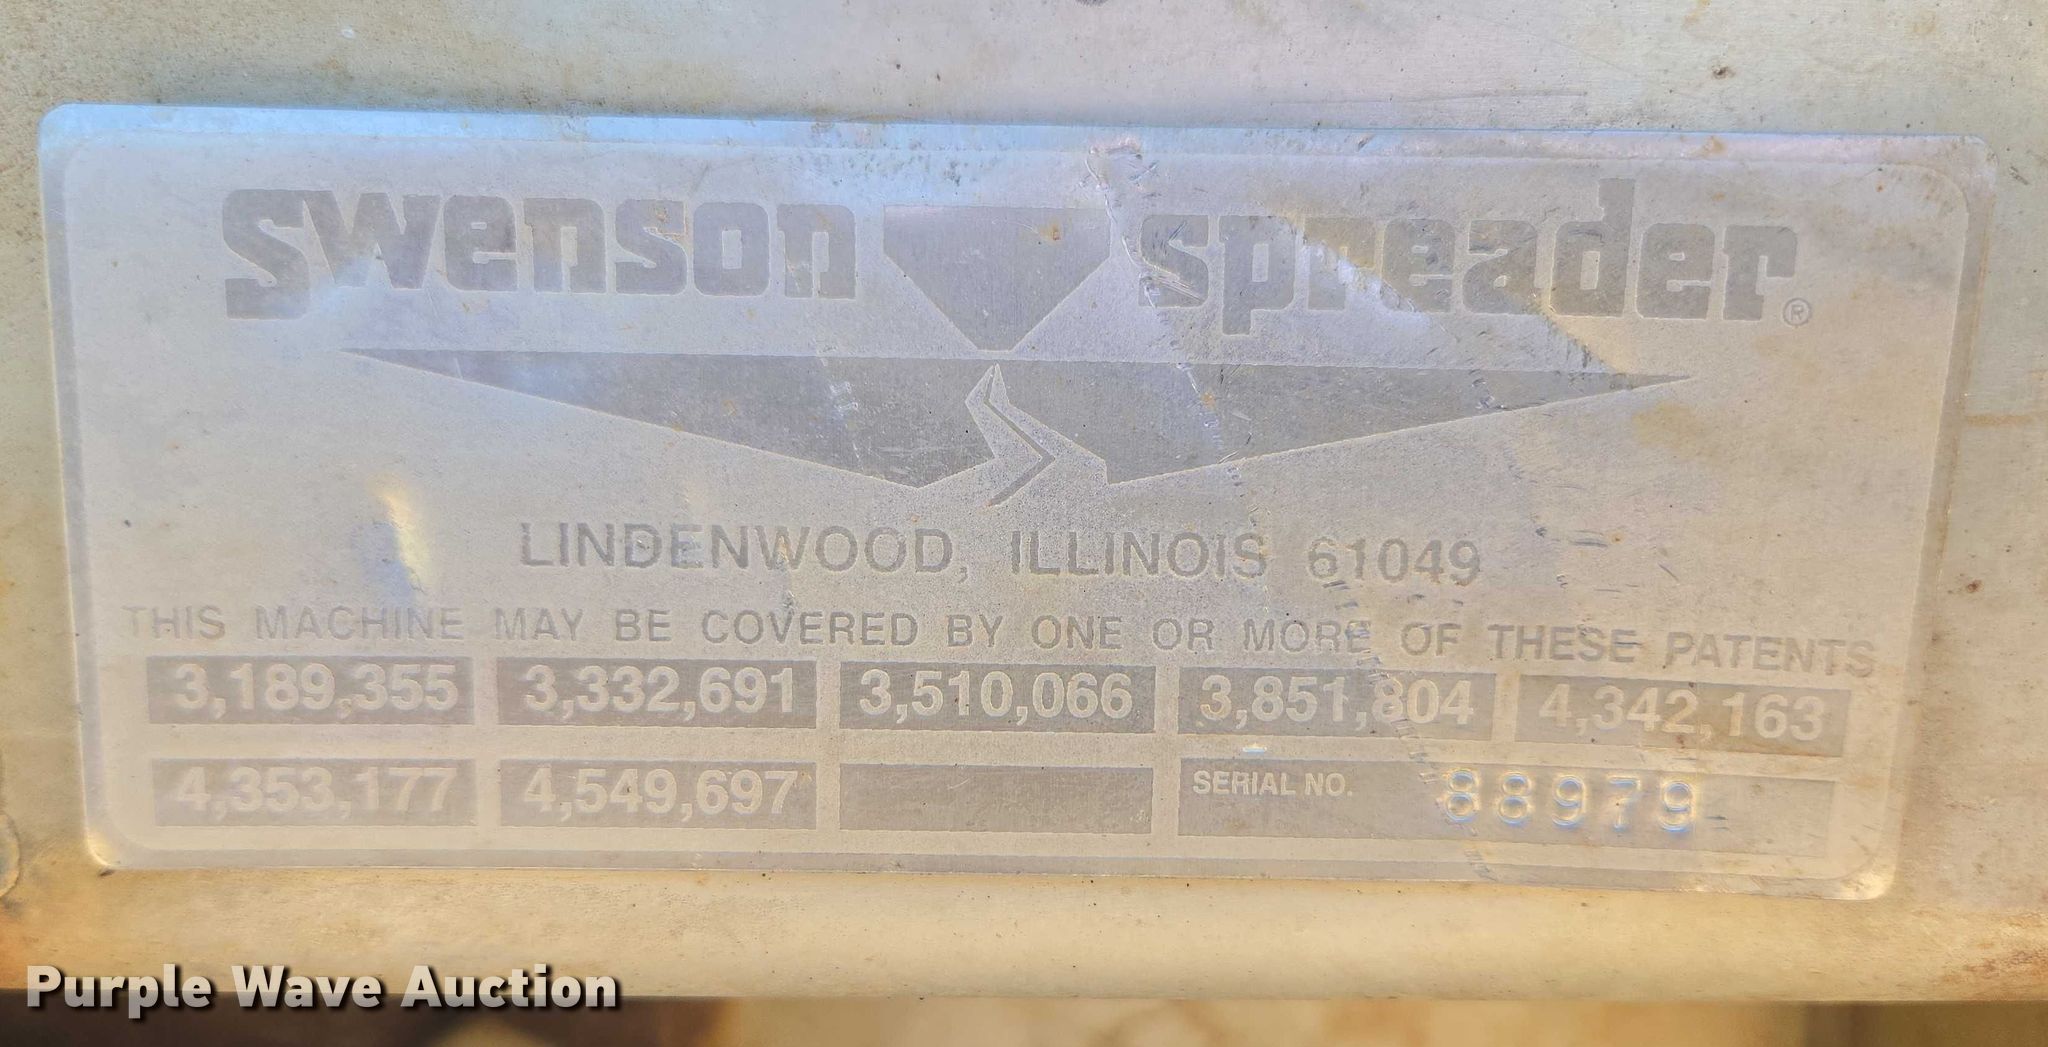 swenson spreader®
LINDENWOOD, ILLINOIS 61049
THIS MACHINE MAY BE COVERED BY ONE OR MORE OF THESE PATENTS
3,189,355 3,332,691 3,510,066 3,851,804 4,342,163
4,353,177 4,549,697 SERIAL NO. 88979
Purple Wave Auction